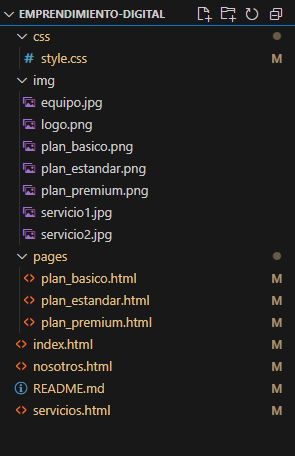 EMPRENDIMIENTO-DIGITAL
css
# style.css M
img
equipo.jpg
logo.png
plan_basico.png
plan_estandar.png
plan_premium.png
servicio1.jpg
servicio2.jpg
pages
<> plan_basico.html M
<> plan_estandar.html M
<> plan_premium.html M
<> index.html M
<> nosotros.html M
README.md M
<> servicios.html M